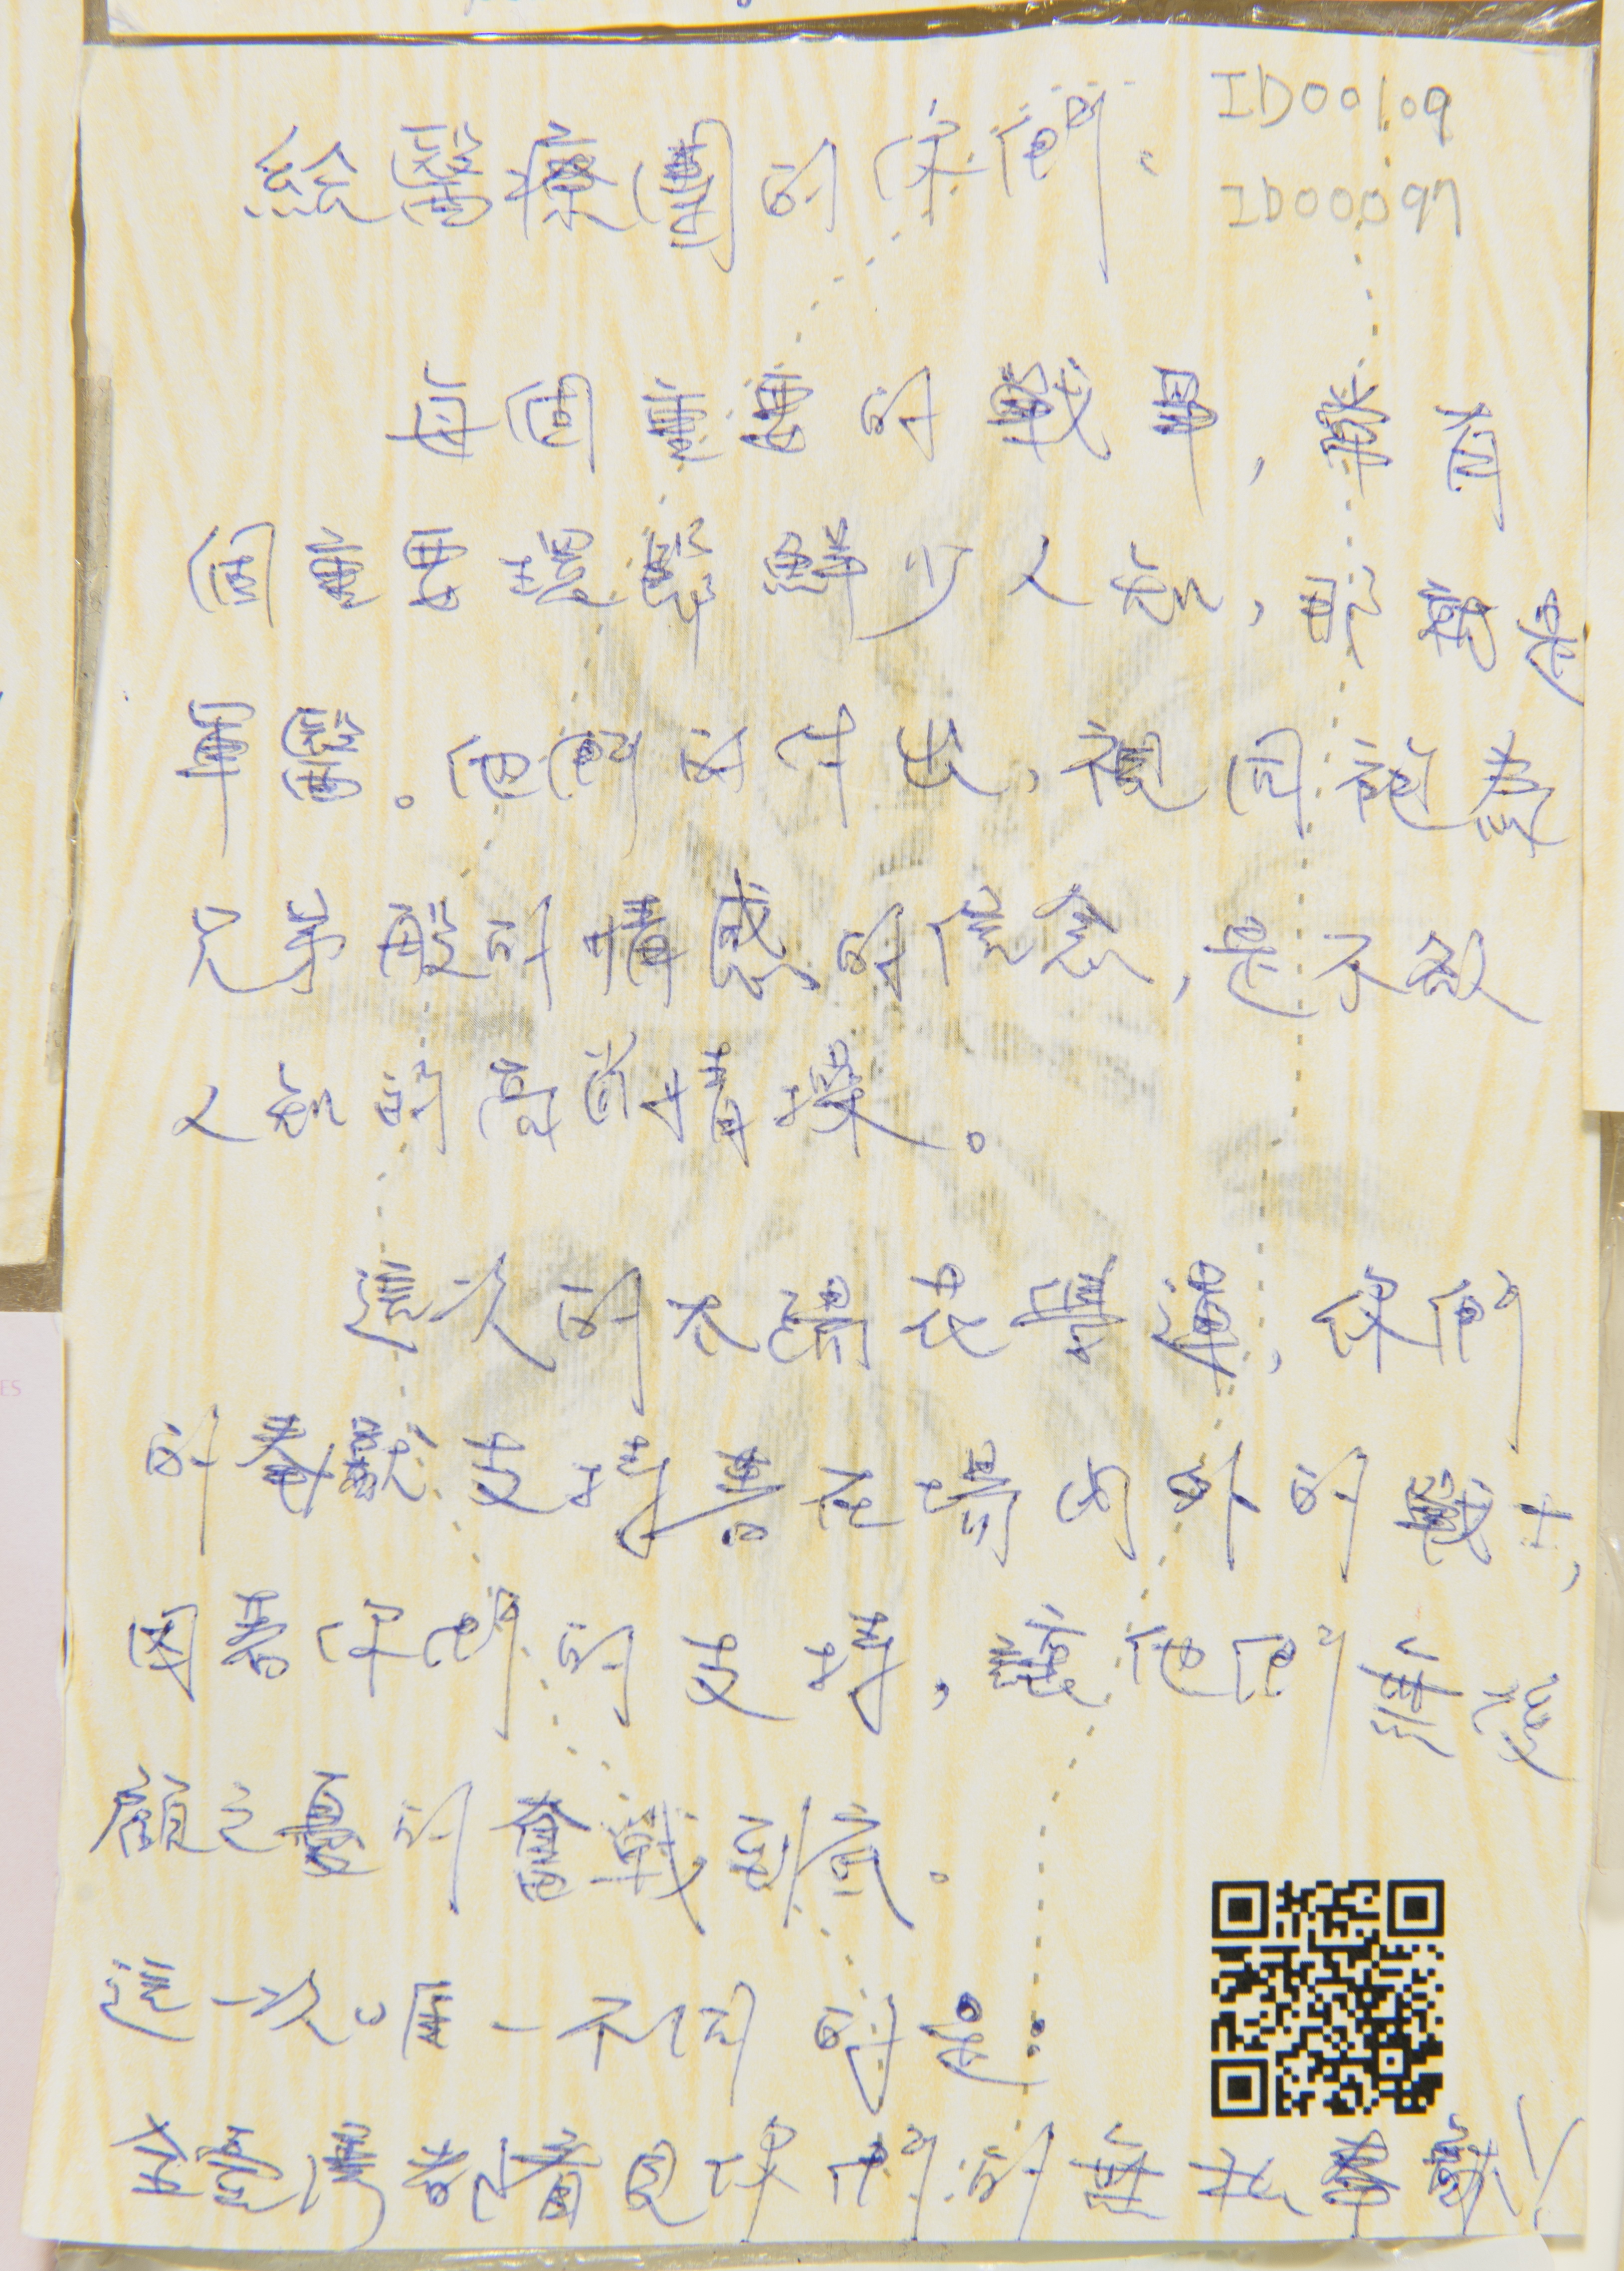 給醫療團的你們:
ID00109
ID00097
每個重要的戰畢,當有
個重要環節鮮少人知,那就是
軍醫。他們的付出,視同袍為
兄弟般的情感的信念,是不欲
人知的高尚情操。
這次的太陽花學運,你們
的奉獻支持著在場內外的戰士,
因著你們的支持,讓他們無後
顧之憂的奮戰到底。
這一次。唯一不同的是:
全臺灣都看見你們的無私奉獻!!
ES